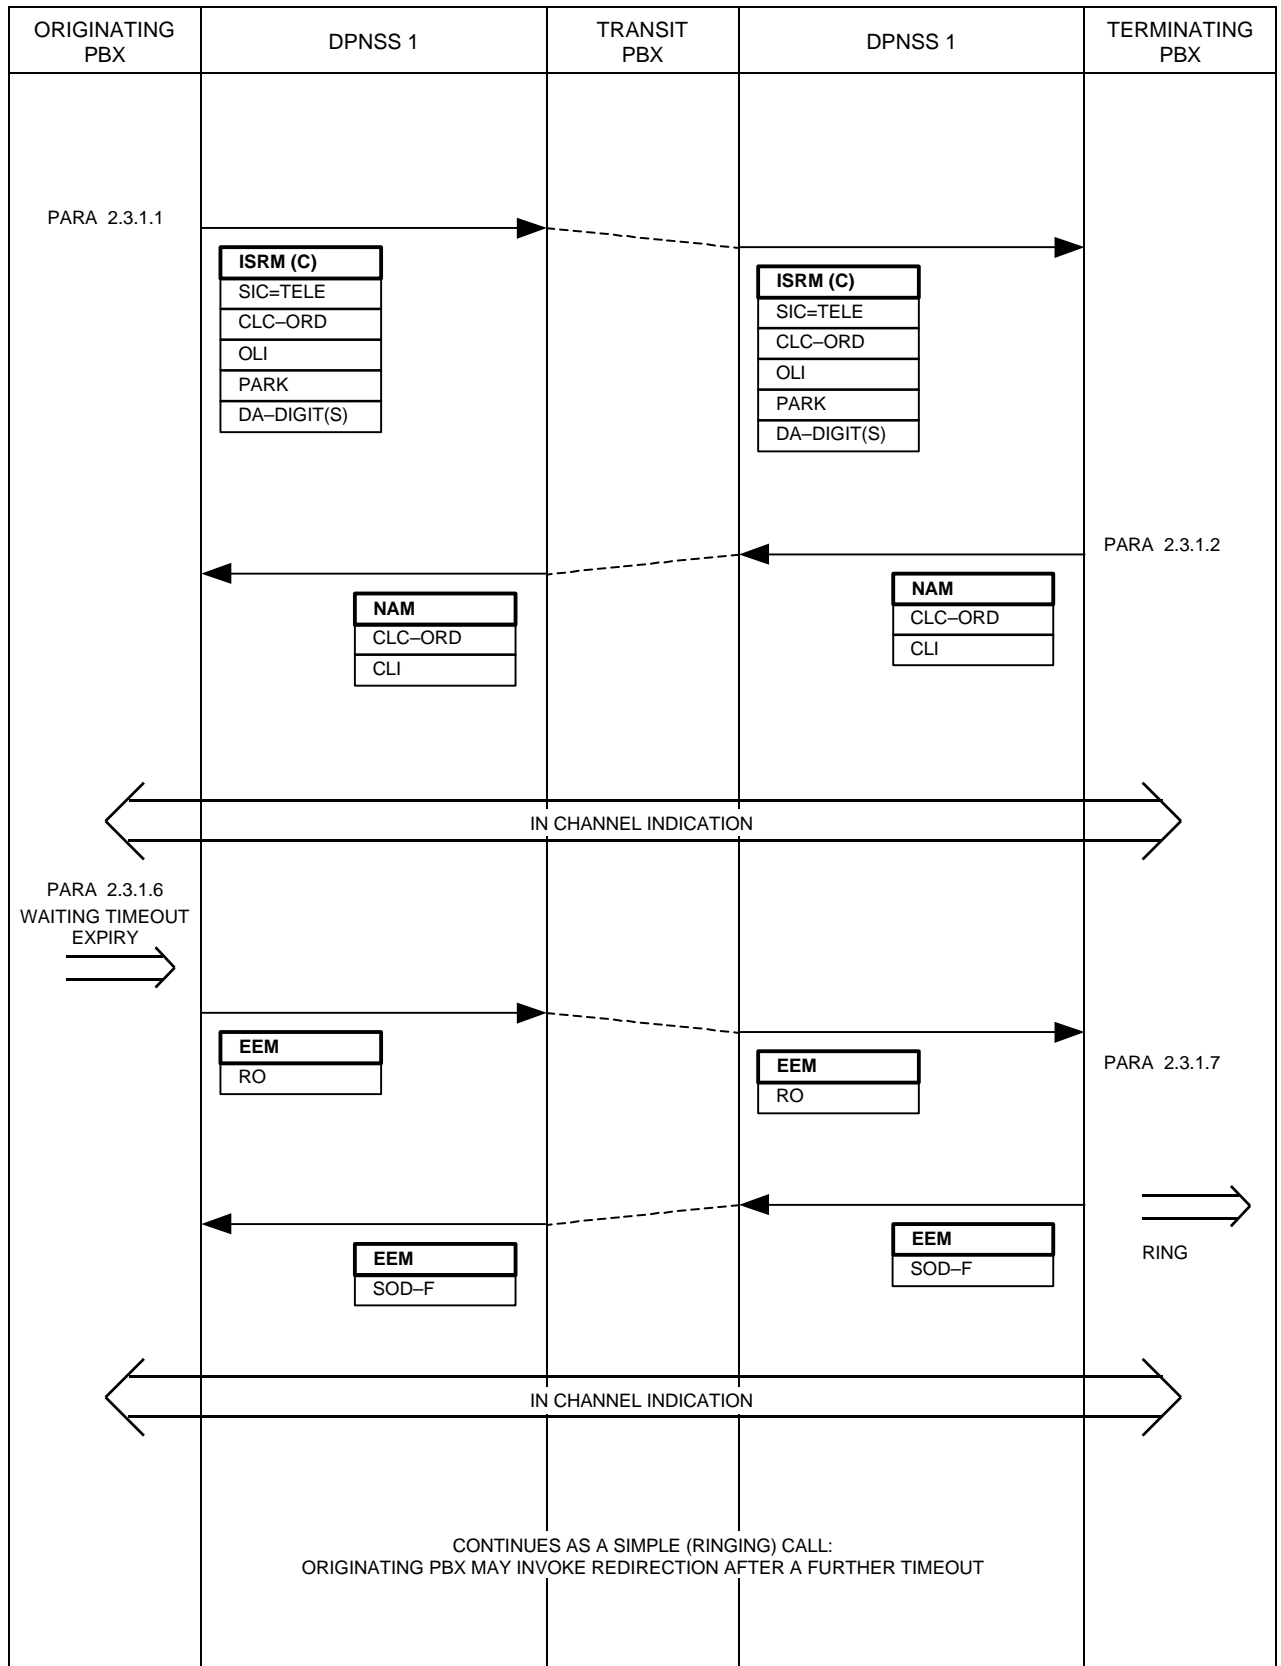 ORIGINATING
PBX
DPNSS 1
TRANSIT
PBX
DPNSS 1
TERMINATING
PBX
PARA 2.3.1.1
ISRM (C)
SIC=TELE
CLC–ORD
OLI
PARK
DA–DIGIT(S)
ISRM (C)
SIC=TELE
CLC–ORD
OLI
PARK
DA–DIGIT(S)
PARA 2.3.1.2
NAM
CLC–ORD
CLI
NAM
CLC–ORD
CLI
IN CHANNEL INDICATION
PARA 2.3.1.6
WAITING TIMEOUT
EXPIRY
EEM
RO
EEM
RO
PARA 2.3.1.7
EEM
SOD–F
EEM
SOD–F
RING
IN CHANNEL INDICATION
CONTINUES AS A SIMPLE (RINGING) CALL:
ORIGINATING PBX MAY INVOKE REDIRECTION AFTER A FURTHER TIMEOUT